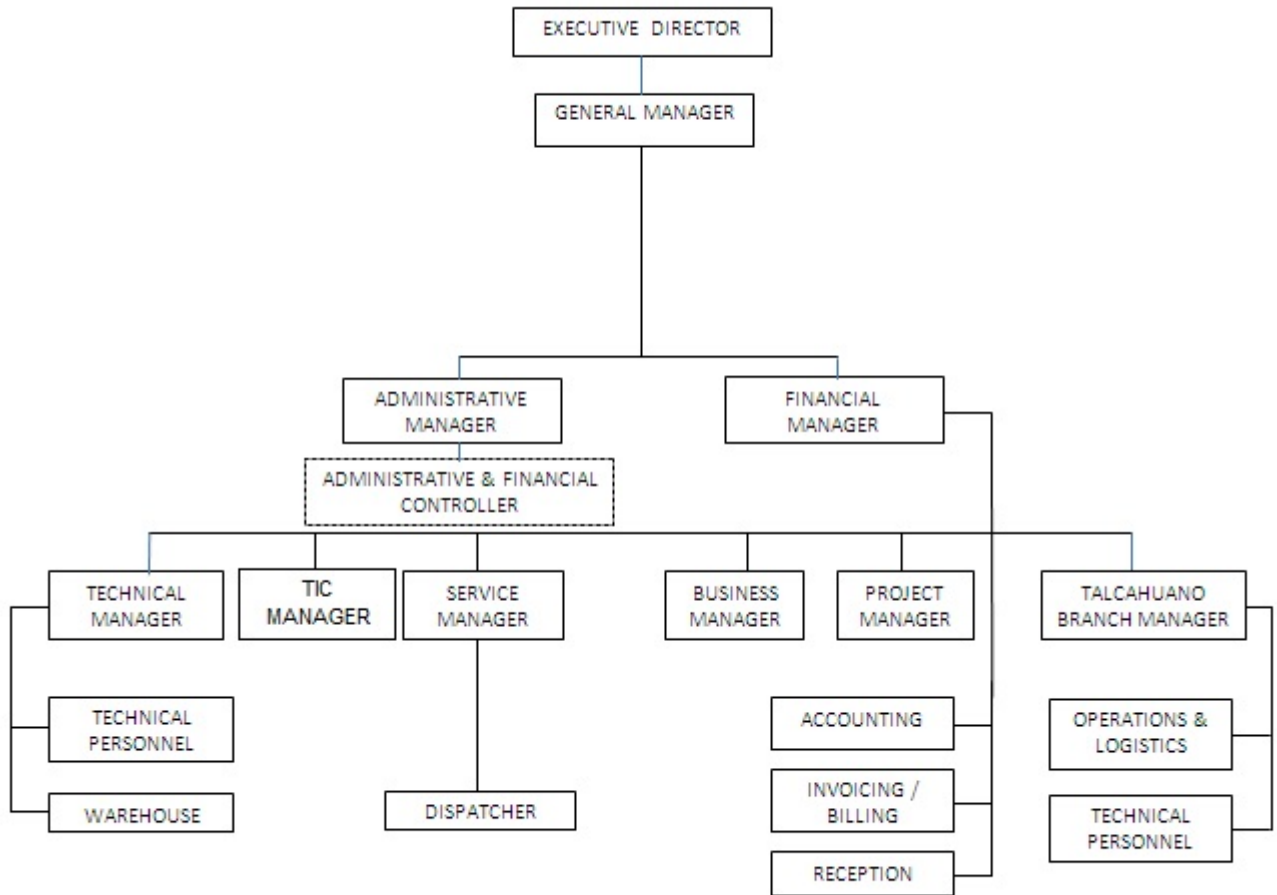 EXECUTIVE DIRECTOR
GENERAL MANAGER
ADMINISTRATIVE
MANAGER
FINANCIAL
MANAGER
ADMINISTRATIVE & FINANCIAL
CONTROLLER
TECHNICAL
MANAGER
TIC
MANAGER
SERVICE
MANAGER
BUSINESS
MANAGER
PROJECT
MANAGER
TALCAHUANO
BRANCH MANAGER
TECHNICAL
PERSONNEL
ACCOUNTING
OPERATIONS &
LOGISTICS
WAREHOUSE
DISPATCHER
INVOICING /
BILLING
TECHNICAL
PERSONNEL
RECEPTION